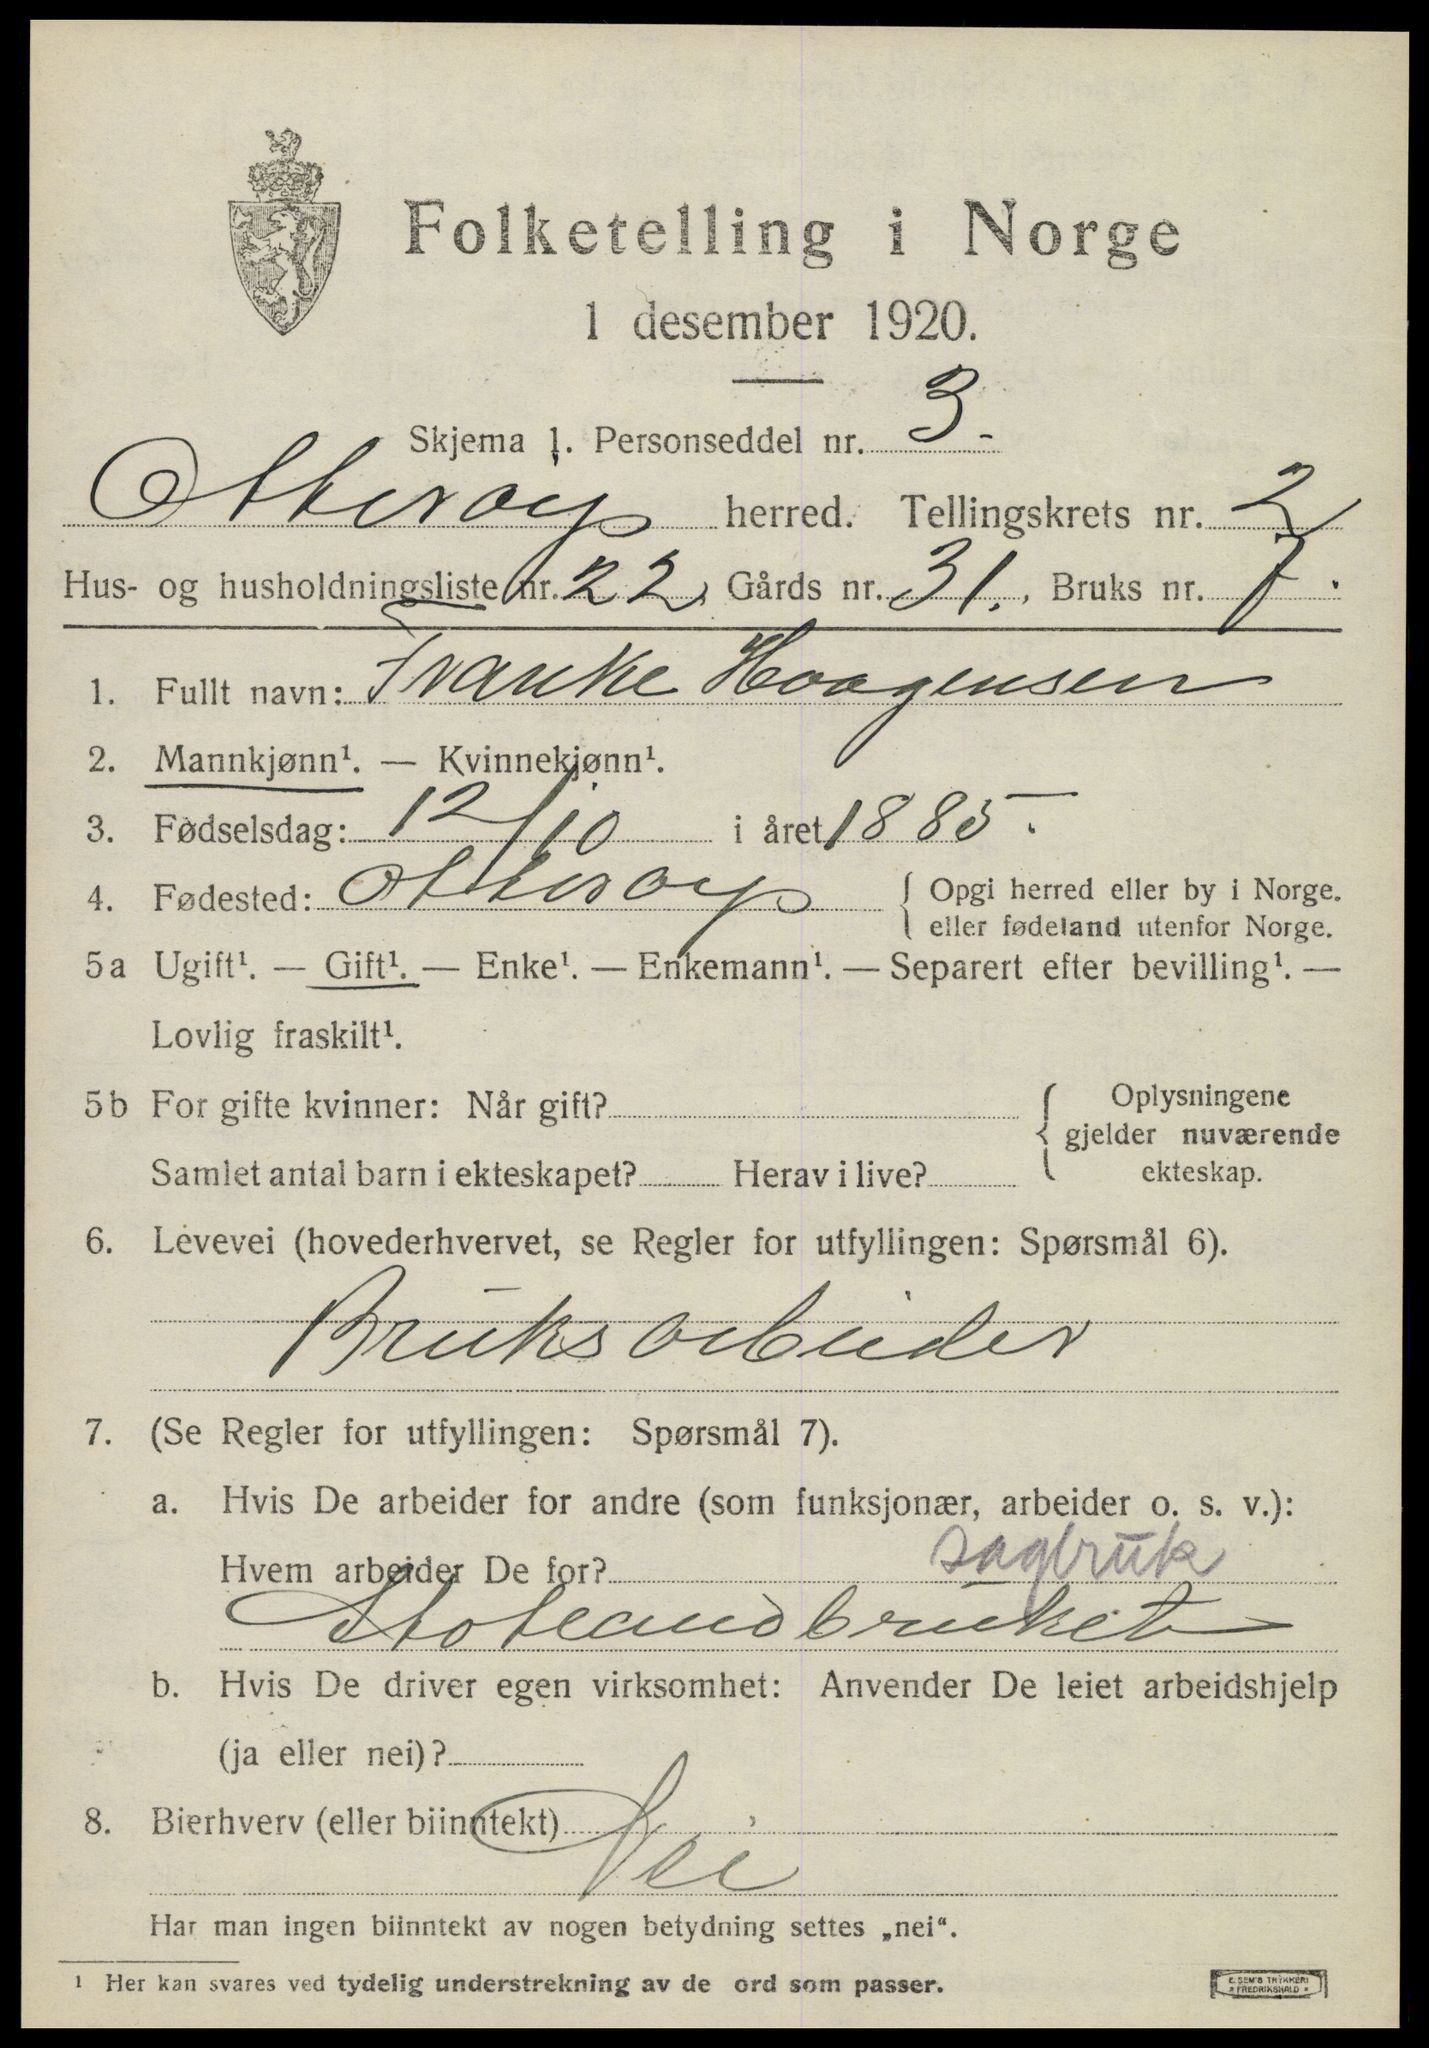 Folketelling i Norge
1 desember 1920.
Skjema 1. Personseddel nr. 3.
Otterøy herred. Tellingskrets nr. 2
Hus- og husholdningsliste nr. 22, Gårds nr. 31., Bruks nr. 7.
1. Fullt navn: Franke Haagensen
2. Mannkjønn¹. — Kvinnekjønn¹.
3. Fødselsdag: 12/10 i året 1885.
4. Fødested: Otterøy { Opgi herred eller by i Norge.
eller fødeland utenfor Norge.
5a Ugift¹. — Gift¹. — Enke¹. — Enkemann¹. — Separert efter bevilling¹. —
Lovlig fraskilt¹.
5b For gifte kvinner: Når gift? { Oplysningene
gjelder nuværende
Samlet antal barn i ekteskapet? Herav i live? ekteskap.
6. Levevei (hovederhvervet, se Regler for utfyllingen: Spørsmål 6).
Bruksarbeider
7. (Se Regler for utfyllingen: Spørsmål 7).
a. Hvis De arbeider for andre (som funksjonær, arbeider o. s. v.):
Hvem arbeider De for? sagbruk
b. Hvis De driver egen virksomhet: Anvender De leiet arbeidshjelp
(ja eller nei)?
8. Bierhverv (eller biinntekt) Nei
Har man ingen biinntekt av nogen betydning settes „nei“.
¹ Her kan svares ved tydelig understrekning av de ord som passer.
E. SEM'S TRYKKERI
* FREDRIKSHALD *